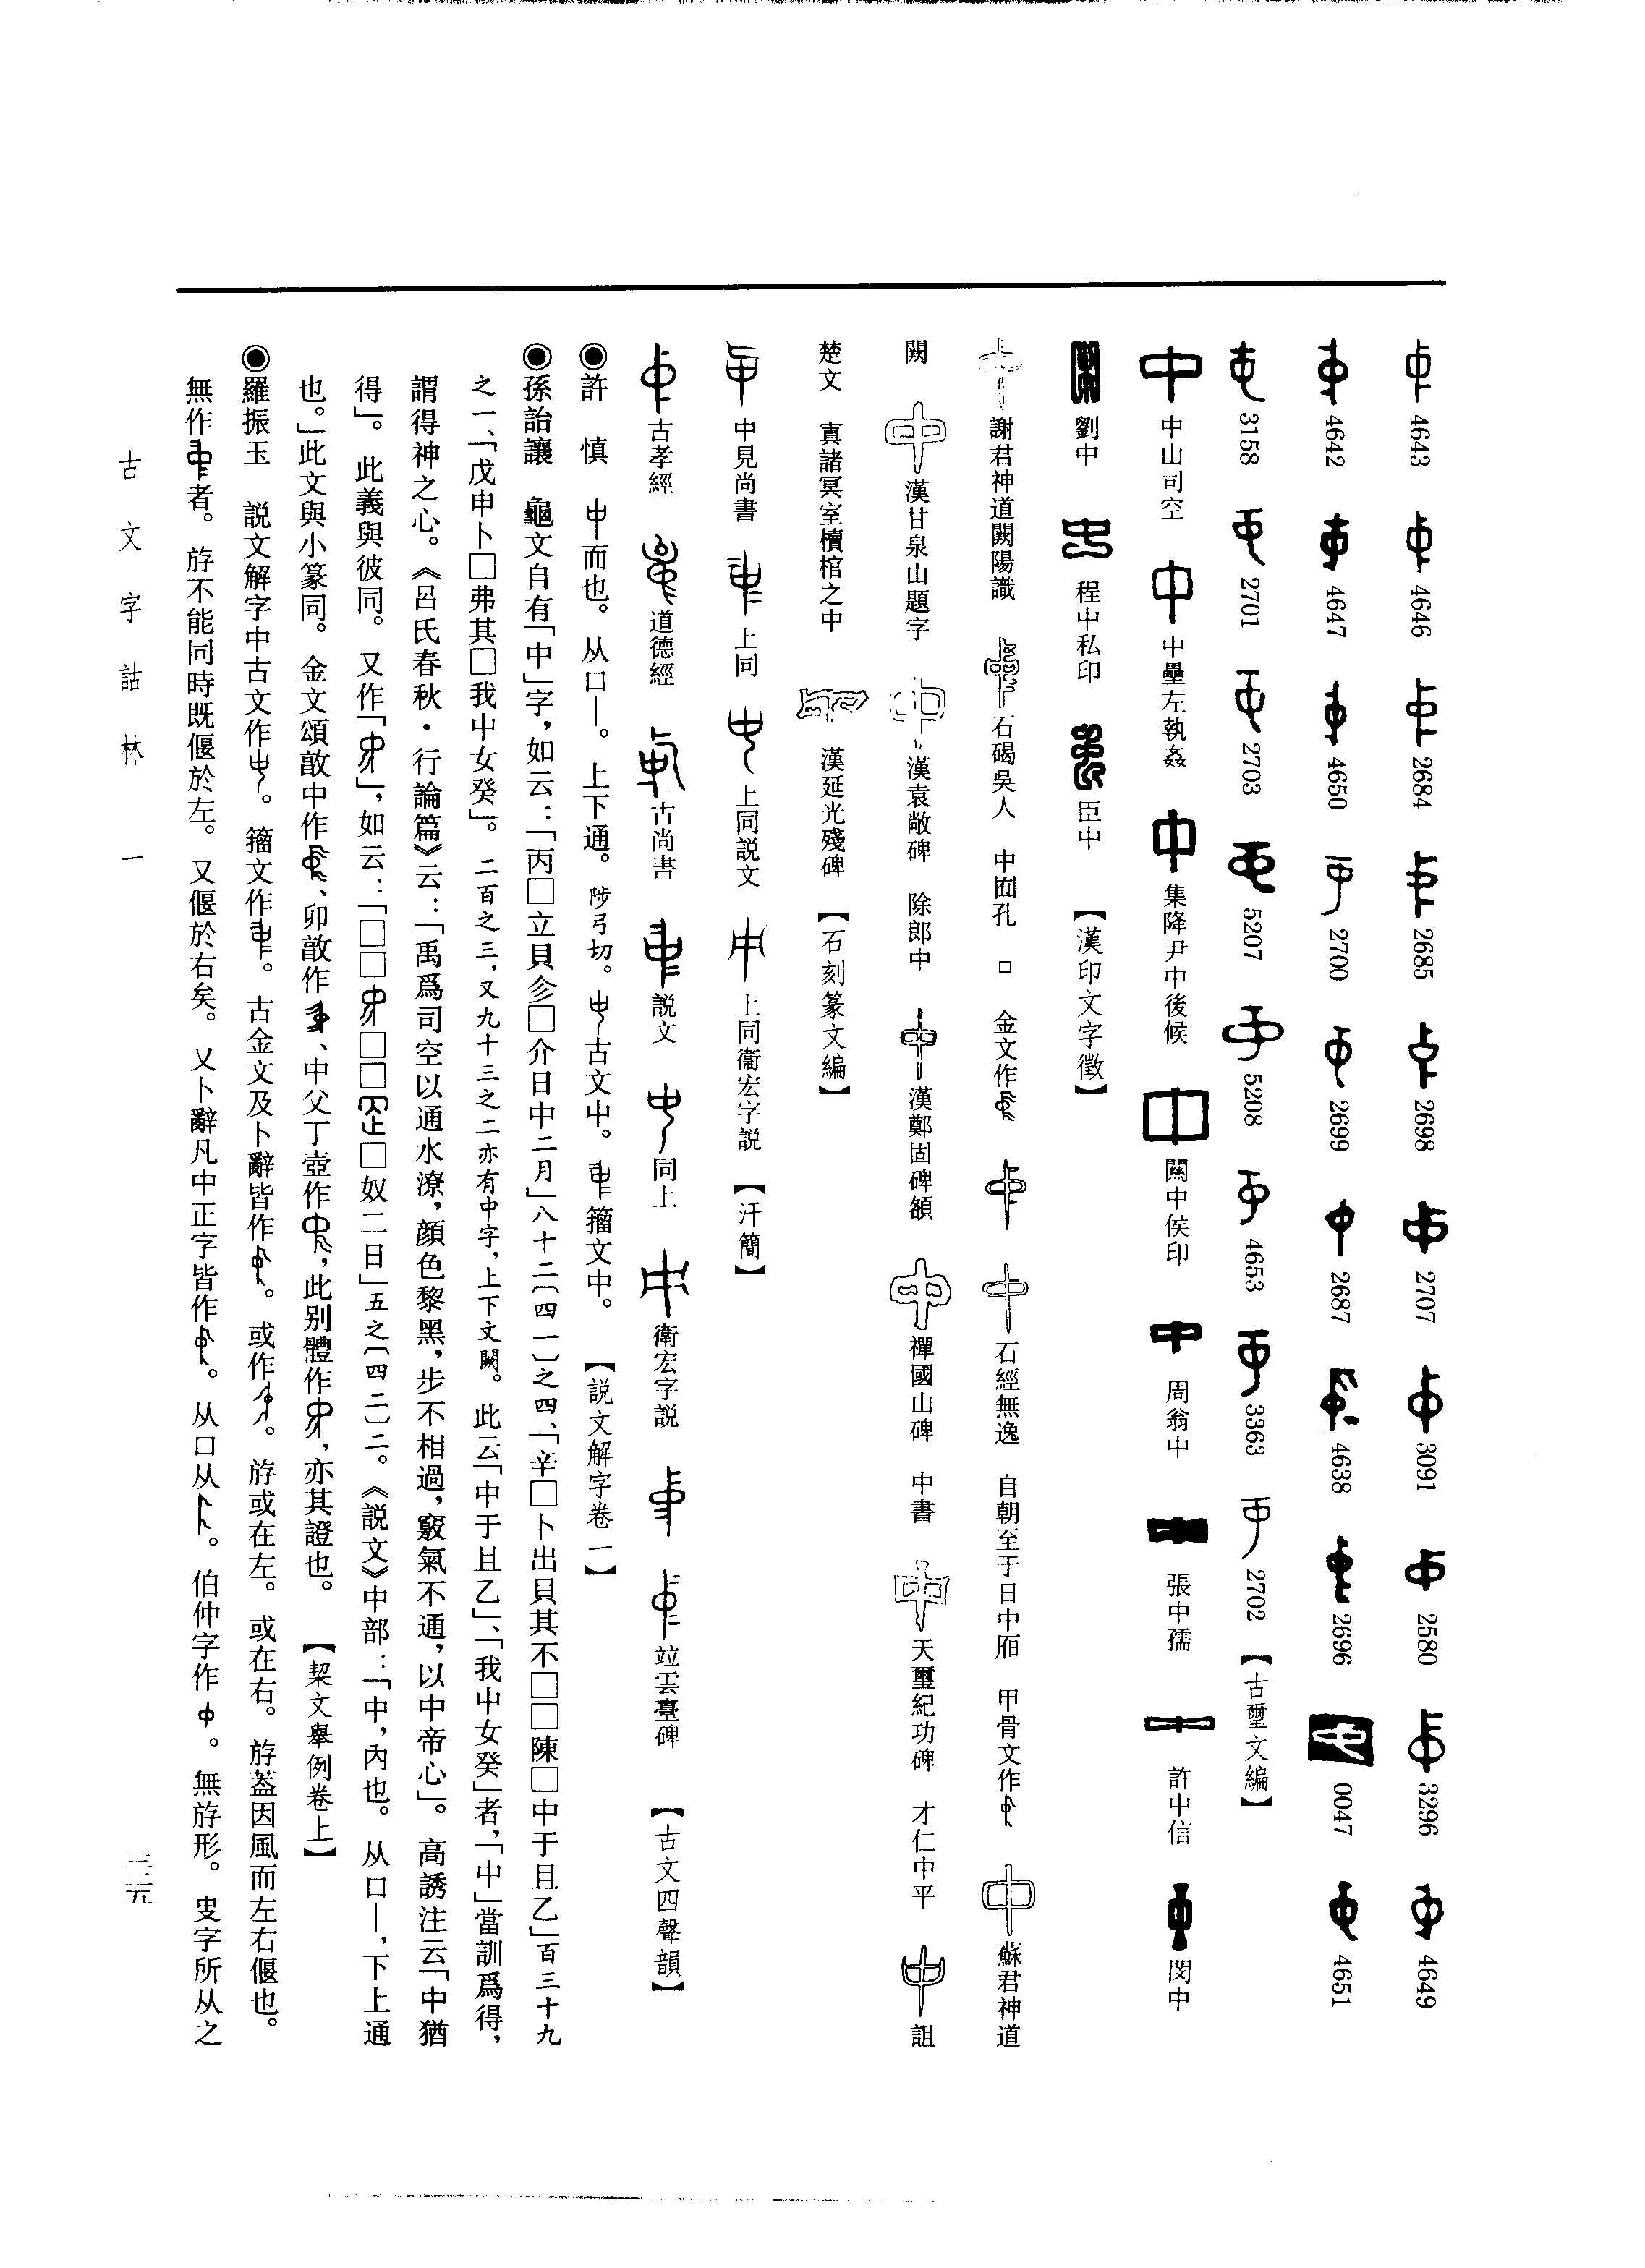 4643 4646 2684 2685 2698 2707 3091 2580 3296 4649
4642 4647 4650 2700 2699 2687 4638 2696 0047 4651
3158 2701 2703 5207 5208 4653 3363 2702 【古璽文編】
中山司空 中壘左執姦 集降尹中後候 關中侯印 周翁中 張中孺 許中信 閔中
劉中 程中私印 臣中 【漢印文字徵】
謝君神道闕陽識 石碣吳人 中囿孔 □ 金文作 石經無逸 自朝至于日中𣅳 甲骨文作 蘇君神道
闕 漢甘泉山題字 漢袁敞碑 除郎中 漢鄭固碑額 禪國山碑 中書 天璽紀功碑 才仁中平 詛
楚文 寘諸冥室櫝棺之中 漢延光殘碑 【石刻篆文編】
中見尚書 上同 上同説文 上同衞宏字説 【汗簡】
古孝經 道德經 古尚書 説文 同上 衛宏字説 竝雲臺碑 【古文四聲韻】
◉許 慎 而也。从口｜。上下通。陟弓切。古文中。籀文中。 【説文解字卷一】
◉孫詒讓 龜文自有「中」字，如云：「丙□立貝㣋□介日中二月」八十二〔四一〕之四、「辛□卜出貝其不□□陳□中于且乙」百三十九
之一、「戊申卜□弗其□我中女癸」。二百之三，又九十三之二亦有中字，上下文闕。此云「中于且乙」、「我中女癸」者，「中」當訓爲得，
謂得神之心。《呂氏春秋·行論篇》云：「禹爲司空以通水潦，顏色黎黑，步不相過，竅氣不通，以中帝心」。高誘注云「中猶
得」。此義與彼同。又作「」，如云：「□□□□□奴二日」五之〔四二〕二。《説文》中部：「中，內也。从口｜，下上通
也。」此文與小篆同。金文頌敦中作、卯敦作、中父丁壺作，此别體作，亦其證也。 【栔文舉例卷上】
◉羅振玉 説文解字中古文作。籀文作。古金文及卜辭皆作。或作。斿或在左。或在右。斿蓋因風而左右偃也。
無作者。斿不能同時既偃於左。又偃於右矣。又卜辭凡中正字皆作。从口从。伯仲字作。無斿形。叓字所从之
古文字詁林 一
三二五